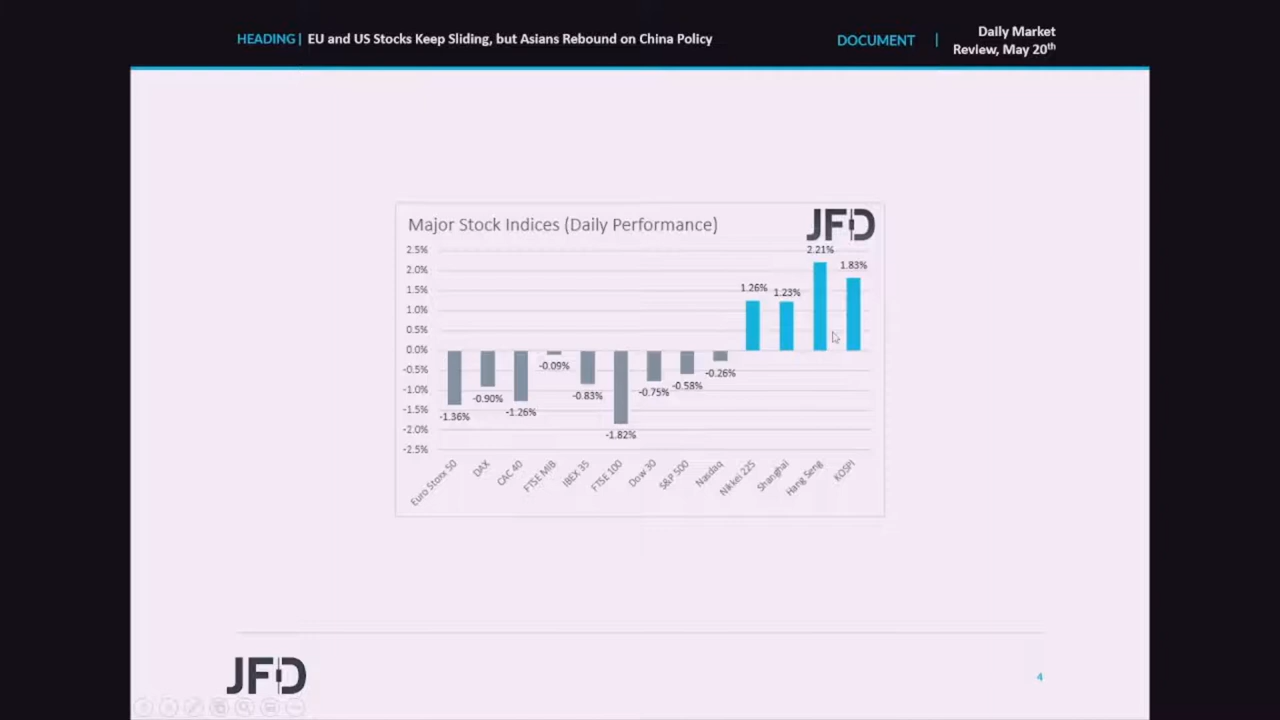 HEADING| EU and US Stocks Keep Sliding, but Asians Rebound on China Policy
DOCUMENT |
Daily Market
Review, May 20th
Major Stock Indices (Daily Performance)
JFD
2.5%
2.0%
1.5%
1.0%
0.5%
0.0%
-0.5%
-1.0%
-1.5%
-2.0%
-2.5%
-1.36%
-0.90%
-1.26%
-0.09%
-0.83%
-1.82%
-0.75%
-0.58%
-0.26%
1.26%
1.23%
2.21%
1.83%
Euro Stoxx 50
DAX
CAC 40
FTSE MIB
IBEX 35
FTSE 100
Dow 30
S&P 500
Nasdaq
Nikkei 225
Shanghai
Hang Seng
KOSPI
JFD
4